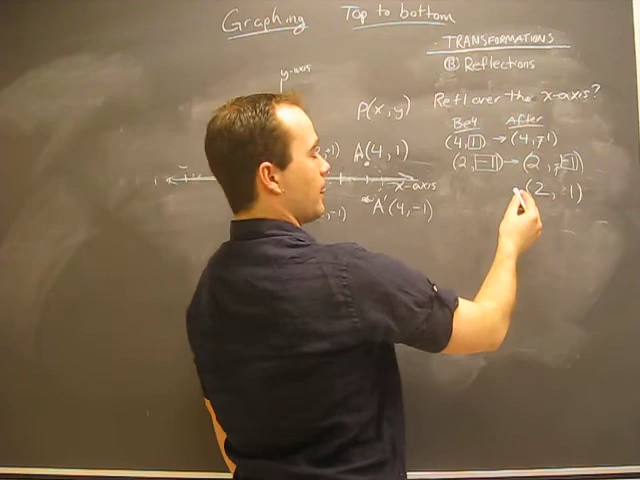 Graphing Top to bottom
- TRANSFORMATIONS
Ⓑ Reflections
y-axis
P(x, y)
Refl over the x-axis?
Be4 After
(4, 1) → (4, -1)
A(4, 1)
(2, -1) → (2, --1)
x-axis
(2, 1)
A'(4, -1)